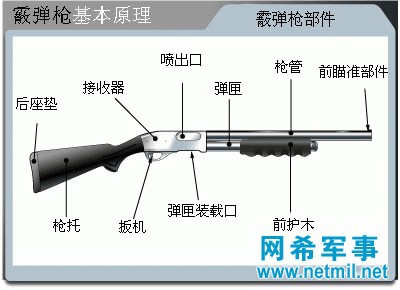 霰弹枪基本原理
霰弹枪部件
喷出口
枪管
接收器
弹匣
前瞄准部件
后座垫
枪托
扳机
弹匣装载口
前护木
网希军事
www.netmil.net